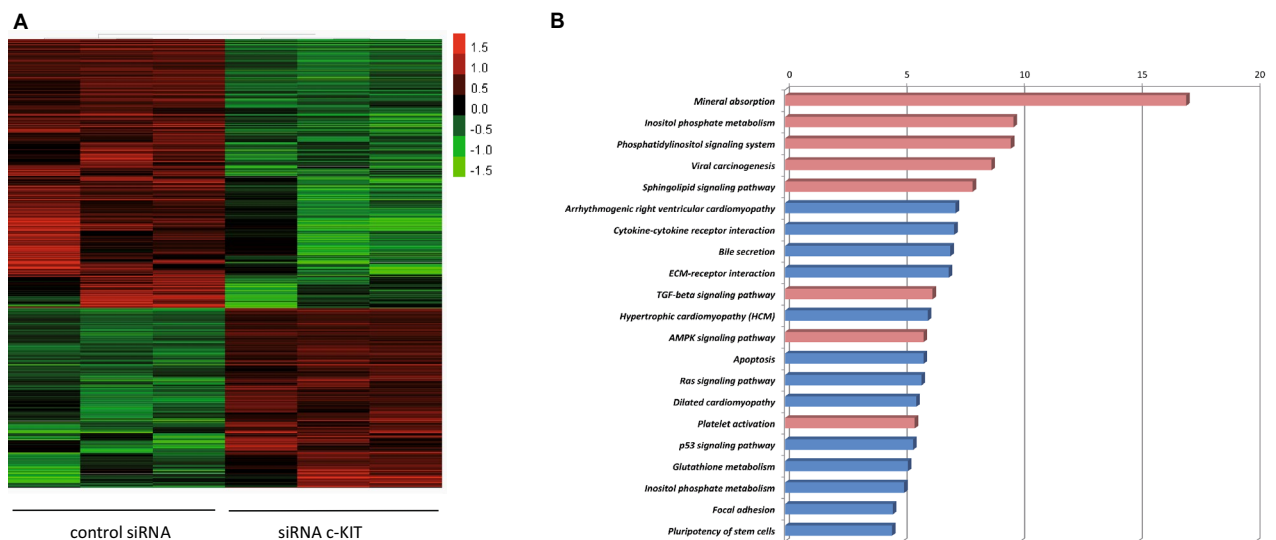 A
1.5
1.0
0.5
0.0
-0.5
-1.0
-1.5
control siRNA
siRNA c-KIT
B
0 5 10 15 20
Mineral absorption
Inositol phosphate metabolism
Phosphatidylinositol signaling system
Viral carcinogenesis
Sphingolipid signaling pathway
Arrhythmogenic right ventricular cardiomyopathy
Cytokine-cytokine receptor interaction
Bile secretion
ECM-receptor interaction
TGF-beta signaling pathway
Hypertrophic cardiomyopathy (HCM)
AMPK signaling pathway
Apoptosis
Ras signaling pathway
Dilated cardiomyopathy
Platelet activation
p53 signaling pathway
Glutathione metabolism
Inositol phosphate metabolism
Focal adhesion
Pluripotency of stem cells